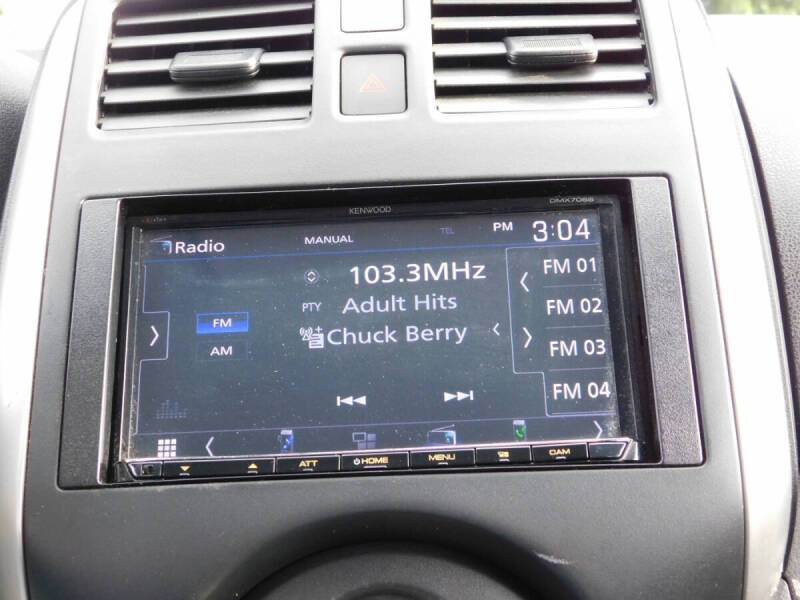 KENWOOD
DMX706S
Radio
MANUAL
TEL
PM 3:04
103.3MHz
PTY Adult Hits
Chuck Berry
FM
AM
FM 01
FM 02
FM 03
FM 04
ATT
HOME
MENU
CAM